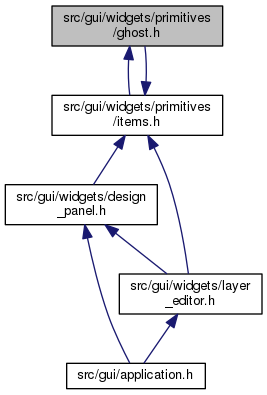 src/gui/widgets/primitives
/ghost.h
src/gui/widgets/primitives
/items.h
src/gui/widgets/design
_panel.h
src/gui/widgets/layer
_editor.h
src/gui/application.h